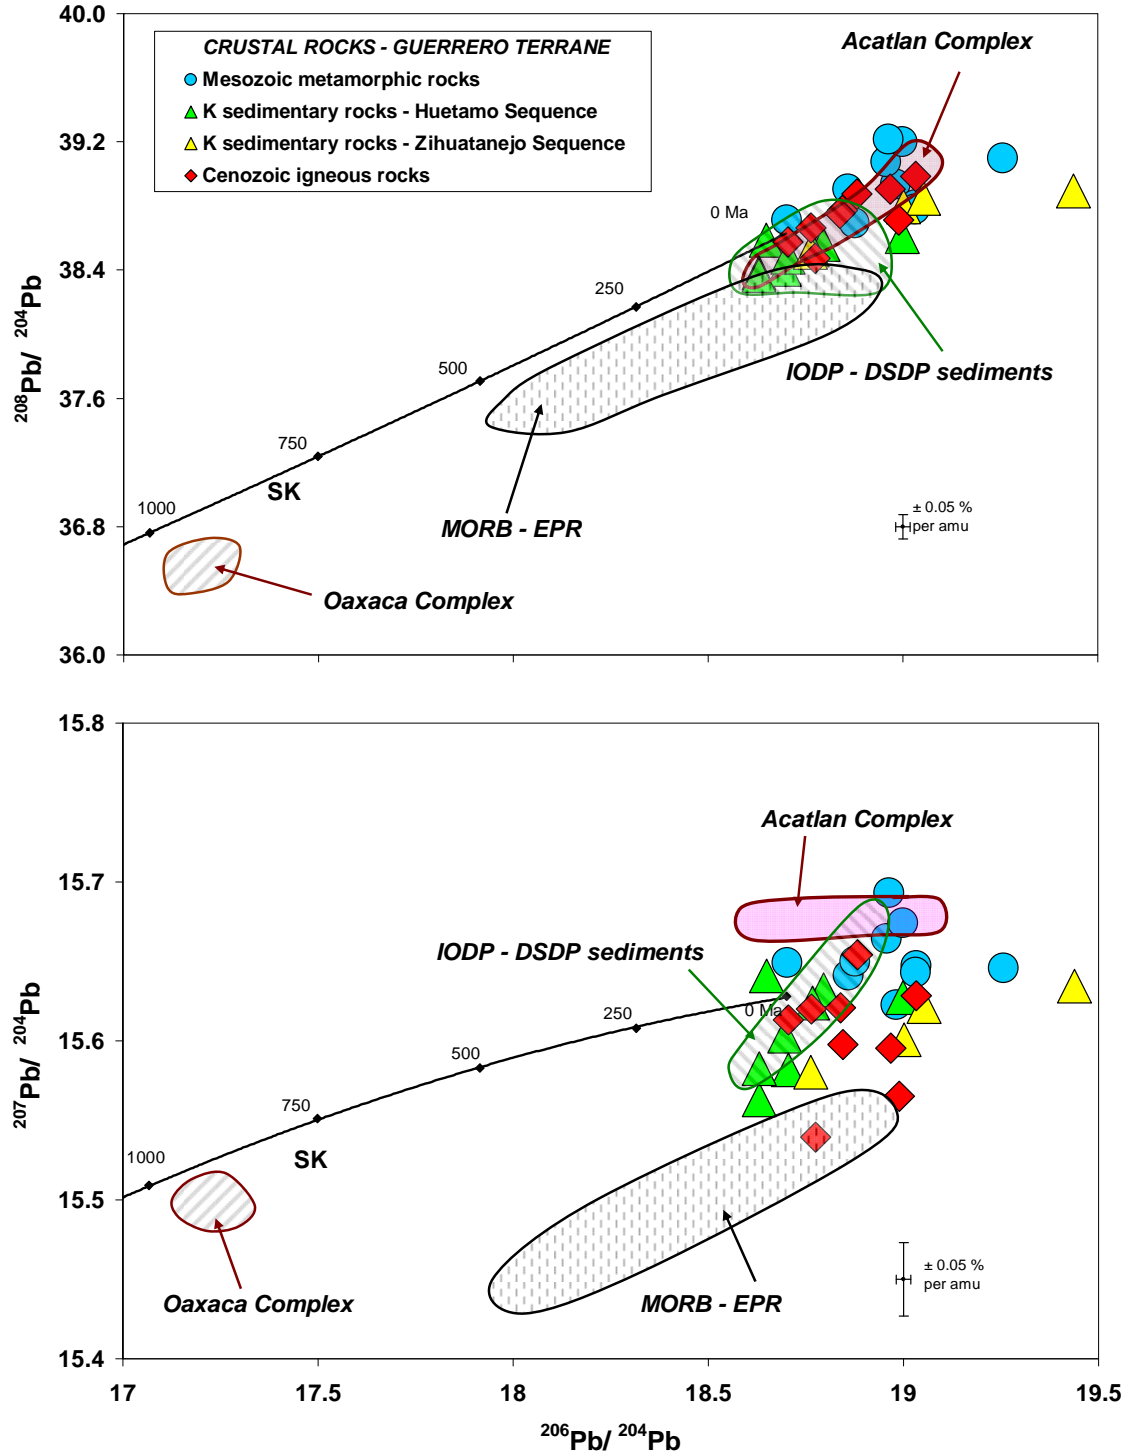 40.0
39.2
38.4
37.6
36.8
36.0
²⁰⁸Pb/ ²⁰⁴Pb
CRUSTAL ROCKS - GUERRERO TERRANE
Mesozoic metamorphic rocks
K sedimentary rocks - Huetamo Sequence
K sedimentary rocks - Zihuatanejo Sequence
Cenozoic igneous rocks
Acatlan Complex
0 Ma
250
500
750
1000
SK
IODP - DSDP sediments
MORB - EPR
Oaxaca Complex
± 0.05 %
per amu
15.8
15.7
15.6
15.5
15.4
²⁰⁷Pb/ ²⁰⁴Pb
Acatlan Complex
IODP - DSDP sediments
0 Ma
250
500
750
1000
SK
Oaxaca Complex
MORB - EPR
± 0.05 %
per amu
17
17.5
18
18.5
19
19.5
²⁰⁶Pb/ ²⁰⁴Pb